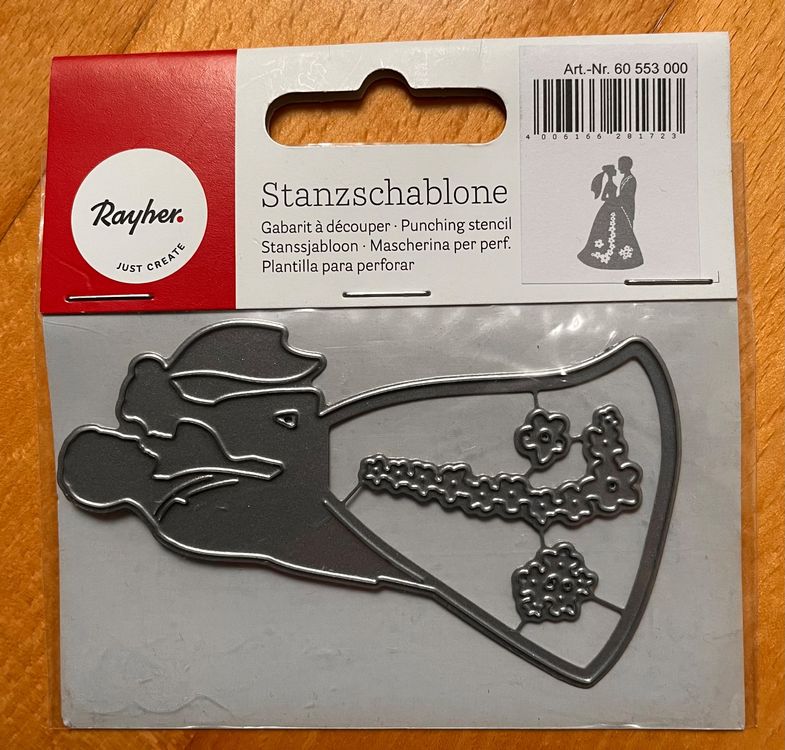 Rayher.
JUST CREATE
Stanzschablone
Gabarit à découper · Punching stencil
Stanssjabloon · Mascherina per perf.
Plantilla para perforar
Art.-Nr. 60 553 000
4 006166 281723